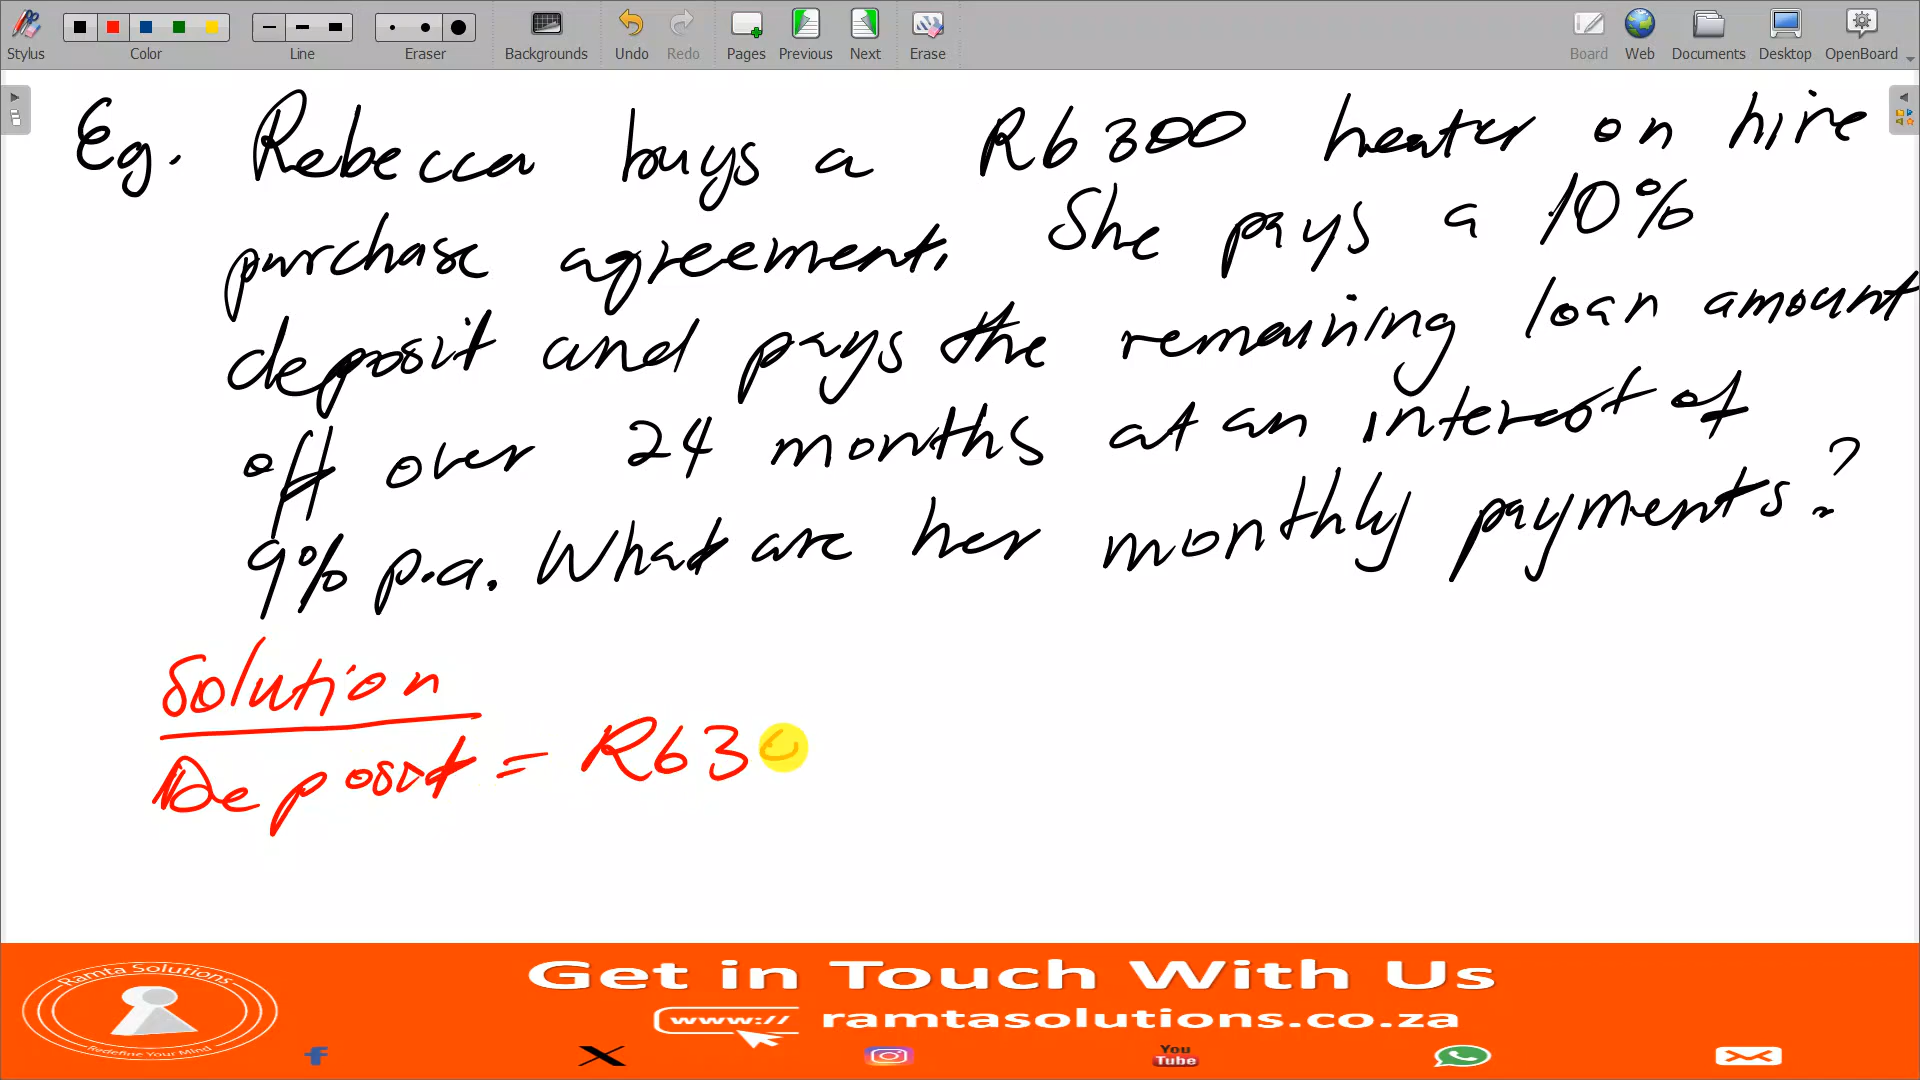 Stylus Color Line Eraser Backgrounds Undo Redo Pages Previous Next Erase Board Web Documents Desktop OpenBoard
Eg. Rebecca buys a R6300 heater on hire
purchase agreement. She pays a 10%
deposit and pays the remaining loan amount
off over 24 months at an interest of
9% p.a. What are her monthly payments?
Solution
Deposit = R630
Get in Touch With Us
www:// ramtasolutions.co.za
Ramta Solutions
Redefine Your Mind
You
Tube